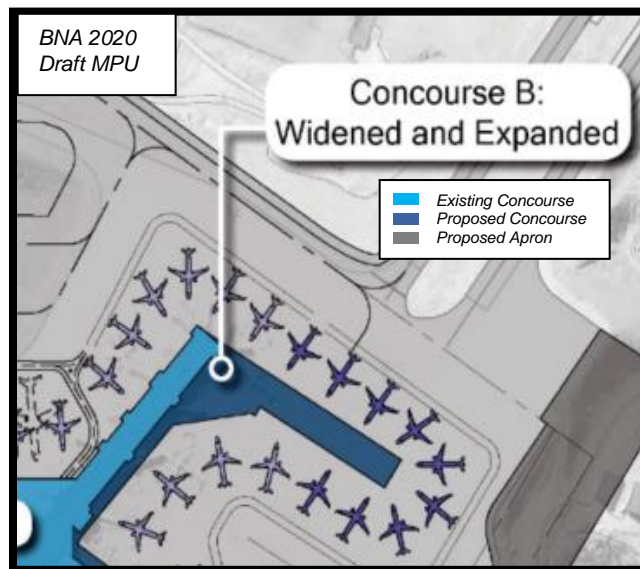 BNA 2020
Draft MPU
Concourse B:
Widened and Expanded
Existing Concourse
Proposed Concourse
Proposed Apron